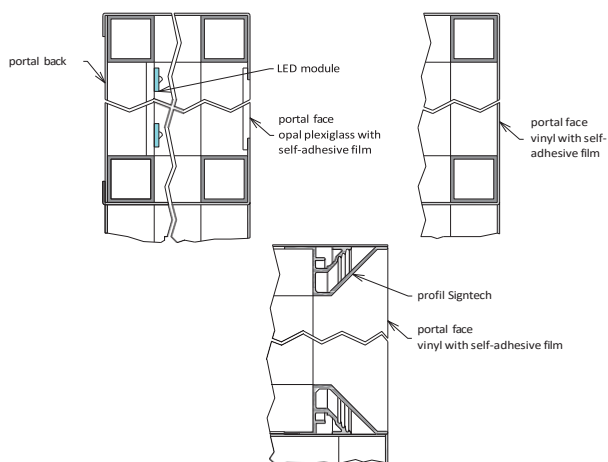 portal back
LED module
portal face
opal plexiglass with
self-adhesive film
portal face
vinyl with self-
adhesive film
profil Signtech
portal face
vinyl with self-adhesive film